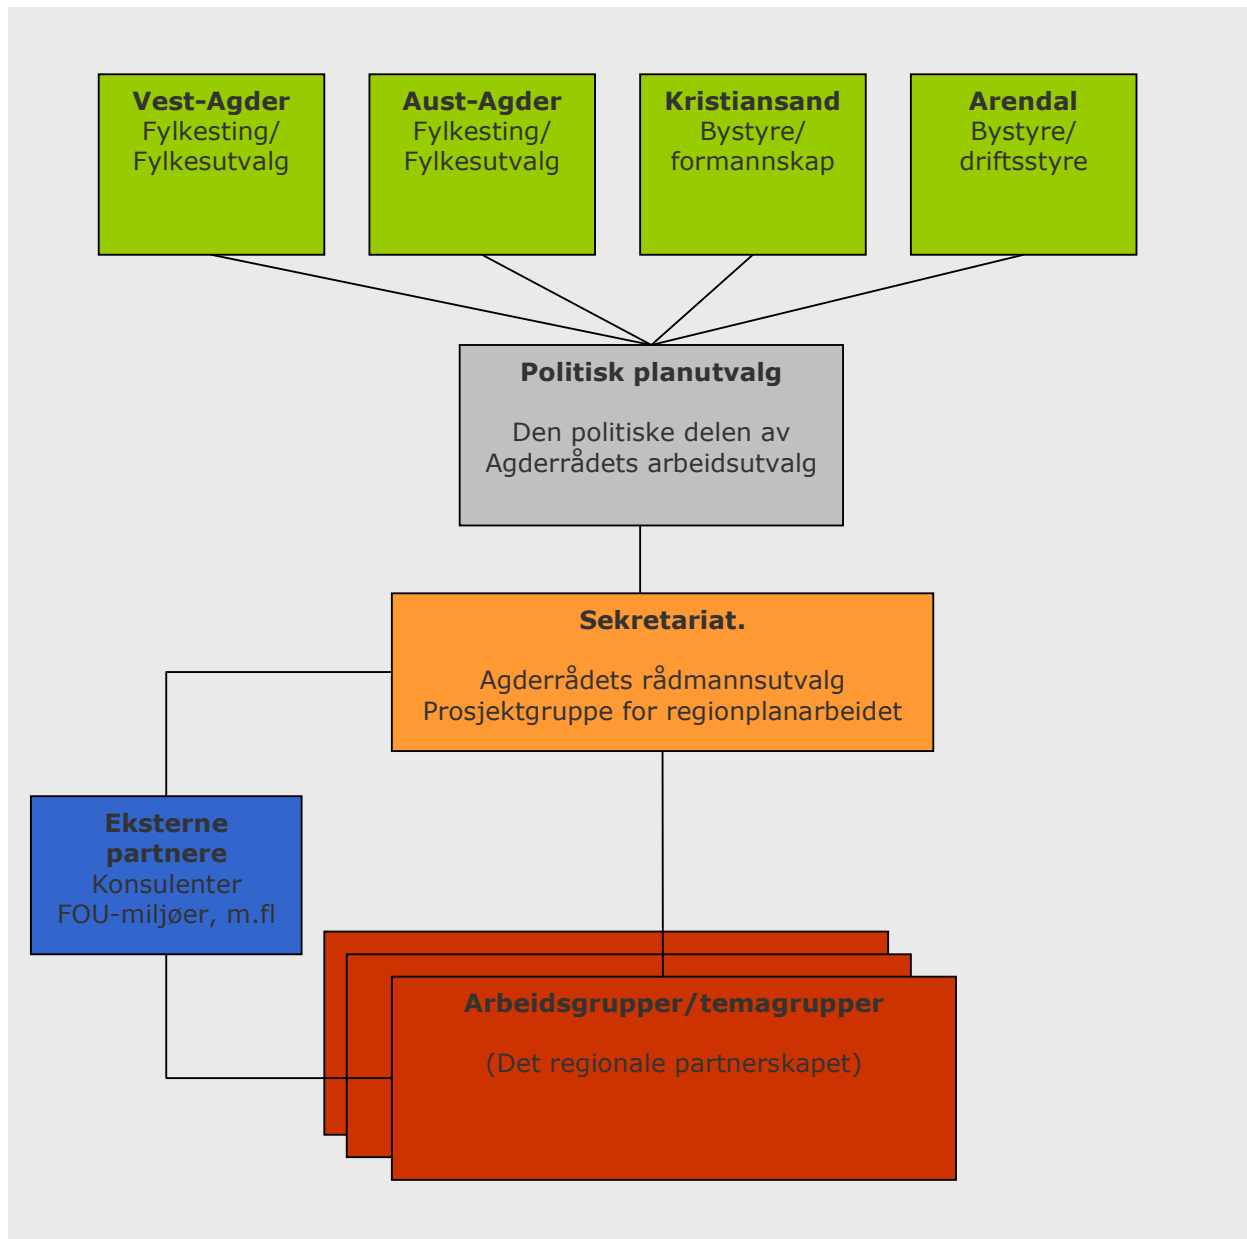 Vest-Agder
Fylkesting/
Fylkesutvalg
Aust-Agder
Fylkesting/
Fylkesutvalg
Kristiansand
Bystyre/
formannskap
Arendal
Bystyre/
driftsstyre
Politisk planutvalg
Den politiske delen av
Agderrådets arbeidsutvalg
Sekretariat.
Agderrådets rådmannsutvalg
Prosjektgruppe for regionplanarbeidet
Eksterne
partnere
Konsulenter
FOU-miljøer, m.fl
Arbeidsgrupper/temagrupper
(Det regionale partnerskapet)